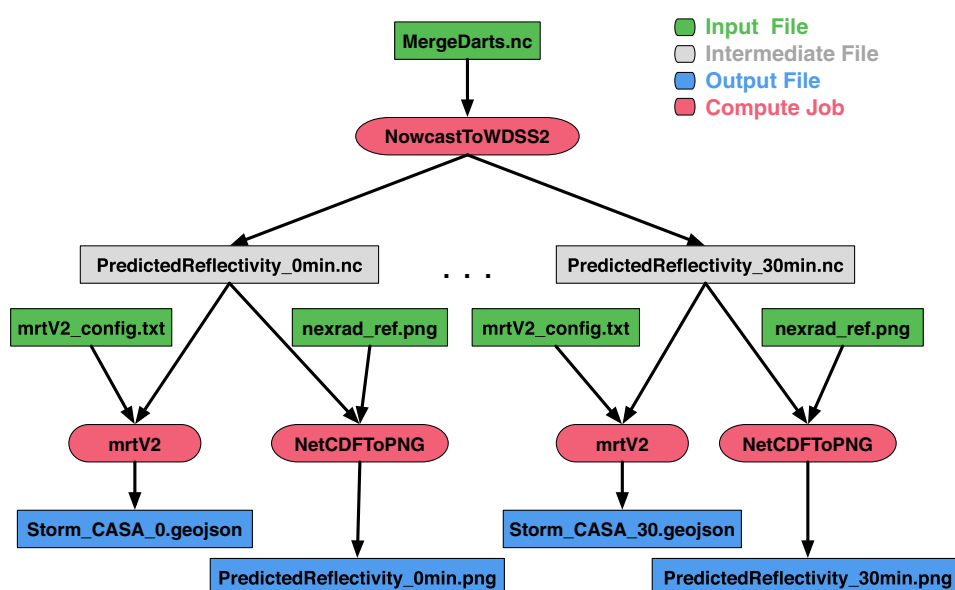 MergeDarts.nc
Input File
Intermediate File
Output File
Compute Job
NowcastToWDSS2
PredictedReflectivity_0min.nc
. . .
PredictedReflectivity_30min.nc
mrtV2_config.txt
nexrad_ref.png
mrtV2_config.txt
nexrad_ref.png
mrtV2
NetCDFToPNG
mrtV2
NetCDFToPNG
Storm_CASA_0.geojson
Storm_CASA_30.geojson
PredictedReflectivity_0min.png
PredictedReflectivity_30min.png